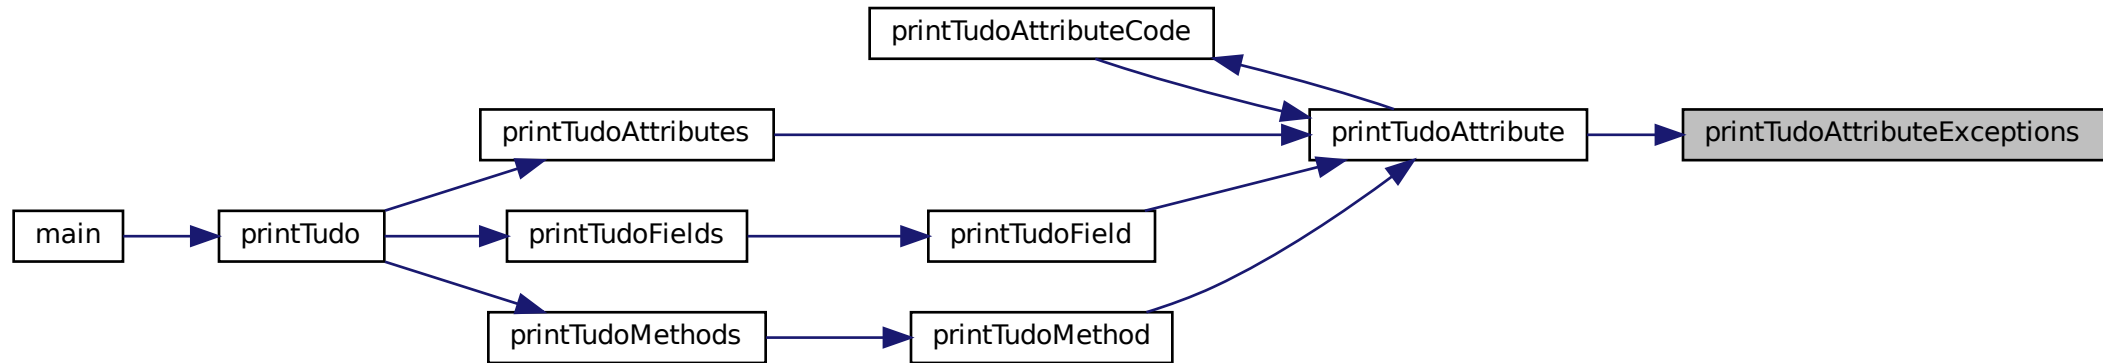 printTudoAttributeCode
printTudoAttributes
printTudoAttribute
printTudoAttributeExceptions
main
printTudo
printTudoFields
printTudoField
printTudoMethods
printTudoMethod